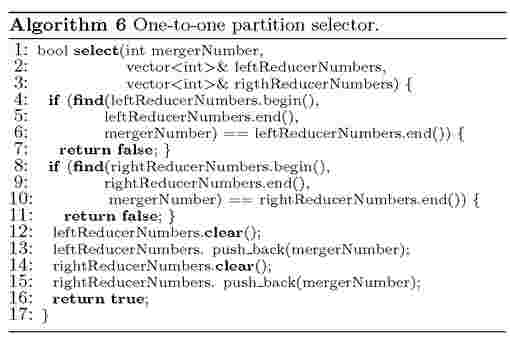 Algorithm 6 One-to-one partition selector.
1: bool select(int mergerNumber,
2: vector<int>& leftReducerNumbers,
3: vector<int>& rigthReducerNumbers) {
4: if (find(leftReducerNumbers.begin(),
5: leftReducerNumbers.end(),
6: mergerNumber) == leftReducerNumbers.end()) {
7: return false; }
8: if (find(rightReducerNumbers.begin(),
9: rightReducerNumbers.end(),
10: mergerNumber) == rightReducerNumbers.end()) {
11: return false; }
12: leftReducerNumbers.clear();
13: leftReducerNumbers. push_back(mergerNumber);
14: rightReducerNumbers.clear();
15: rightReducerNumbers. push_back(mergerNumber);
16: return true;
17: }